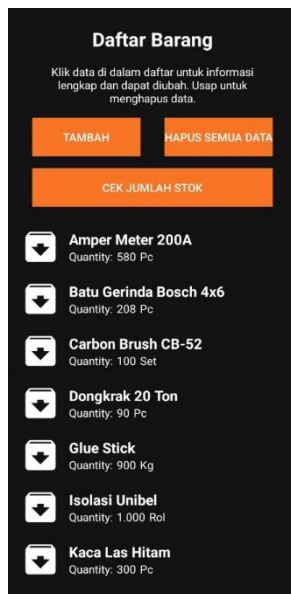 Daftar Barang
Klik data di dalam daftar untuk informasi
lengkap dan dapat diubah. Usap untuk
menghapus data.
TAMBAH
HAPUS SEMUA DATA
CEK JUMLAH STOK
Amper Meter 200A
Quantity: 580 Pc
Batu Gerinda Bosch 4x6
Quantity: 208 Pc
Carbon Brush CB-52
Quantity: 100 Set
Dongkrak 20 Ton
Quantity: 90 Pc
Glue Stick
Quantity: 900 Kg
Isolasi Unibel
Quantity: 1.000 Rol
Kaca Las Hitam
Quantity: 300 Pc